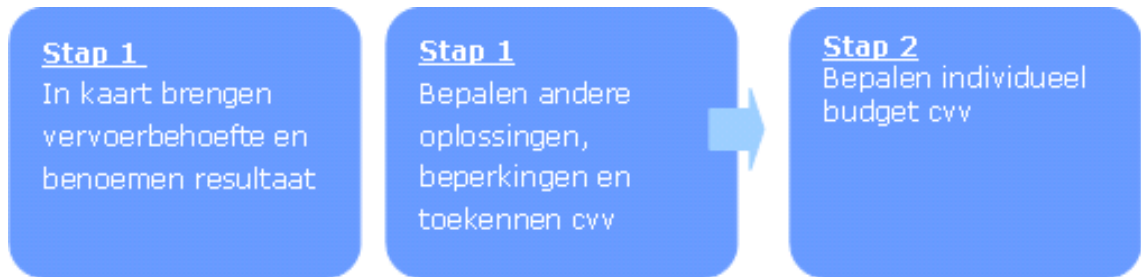 Stap 1
In kaart brengen
vervoerbehoefte en
benoemen resultaat
Stap 1
Bepalen andere
oplossingen,
beperkingen en
toekennen cvv
Stap 2
Bepalen individueel
budget cvv